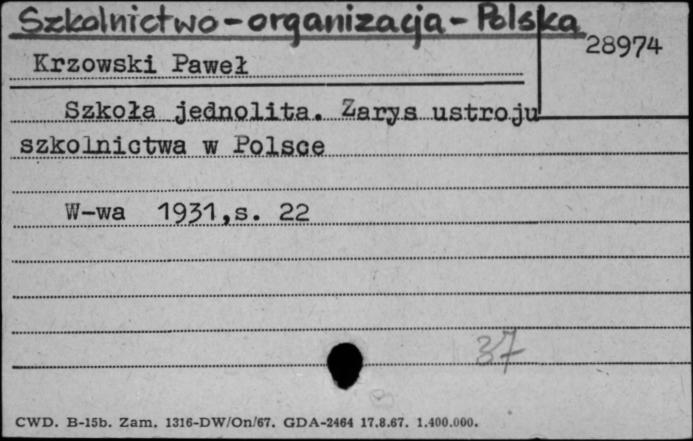 Szkolnictwo-organizacja-Polska
28974
Krzowski Paweł
Szkoła jednolita. Zarys ustroju
szkolnictwa w Polsce
W-wa 1931,s. 22
37
CWD. B-15b. Zam. 1316-DW/On/67. GDA-2464 17.8.67. 1.400.000.